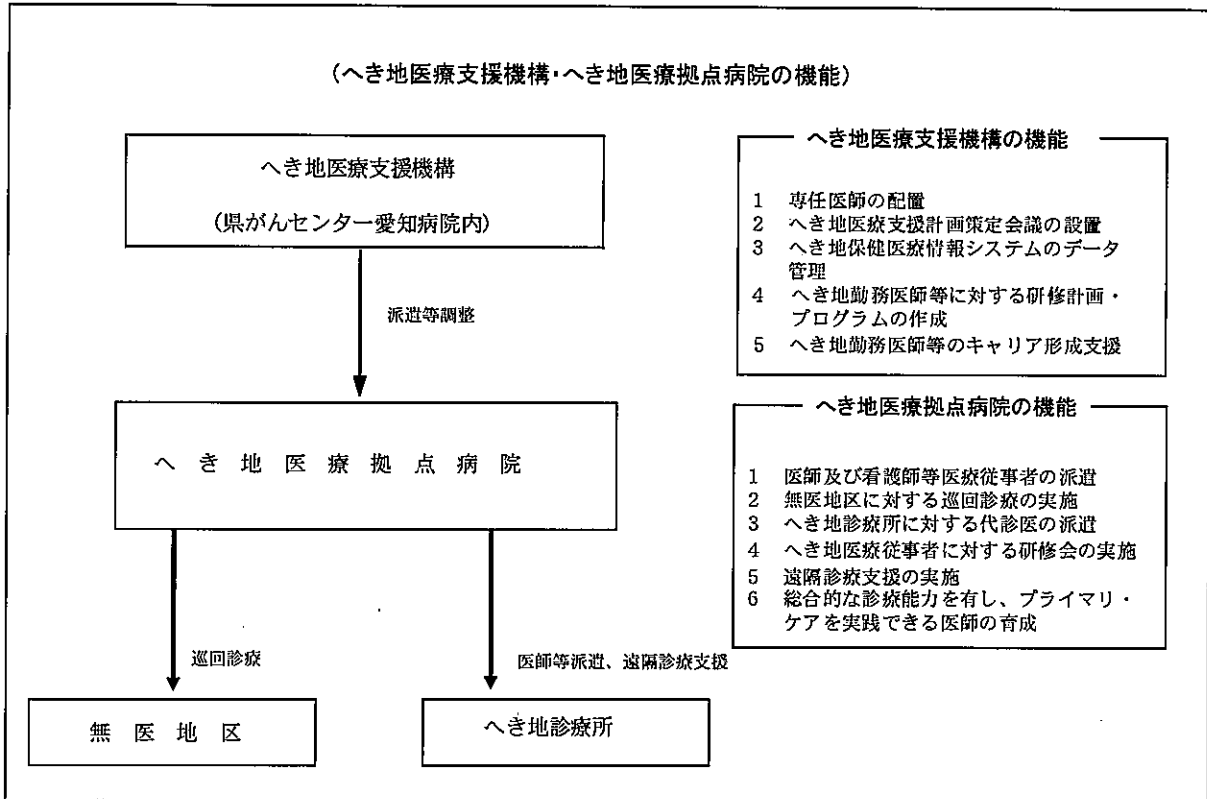 (へき地医療支援機構・へき地医療拠点病院の機能)
へき地医療支援機構
(県がんセンター愛知病院内)
派遣等調整
へき地医療拠点病院
巡回診療
医師等派遣、遠隔診療支援
無医地区
へき地診療所
へき地医療支援機構の機能
1 専任医師の配置
2 へき地医療支援計画策定会議の設置
3 へき地保健医療情報システムのデータ
管理
4 へき地勤務医師等に対する研修計画・
プログラムの作成
5 へき地勤務医師等のキャリア形成支援
へき地医療拠点病院の機能
1 医師及び看護師等医療従事者の派遣
2 無医地区に対する巡回診療の実施
3 へき地診療所に対する代診医の派遣
4 へき地医療従事者に対する研修会の実施
5 遠隔診療支援の実施
6 総合的な診療能力を有し、プライマリ・
ケアを実践できる医師の育成